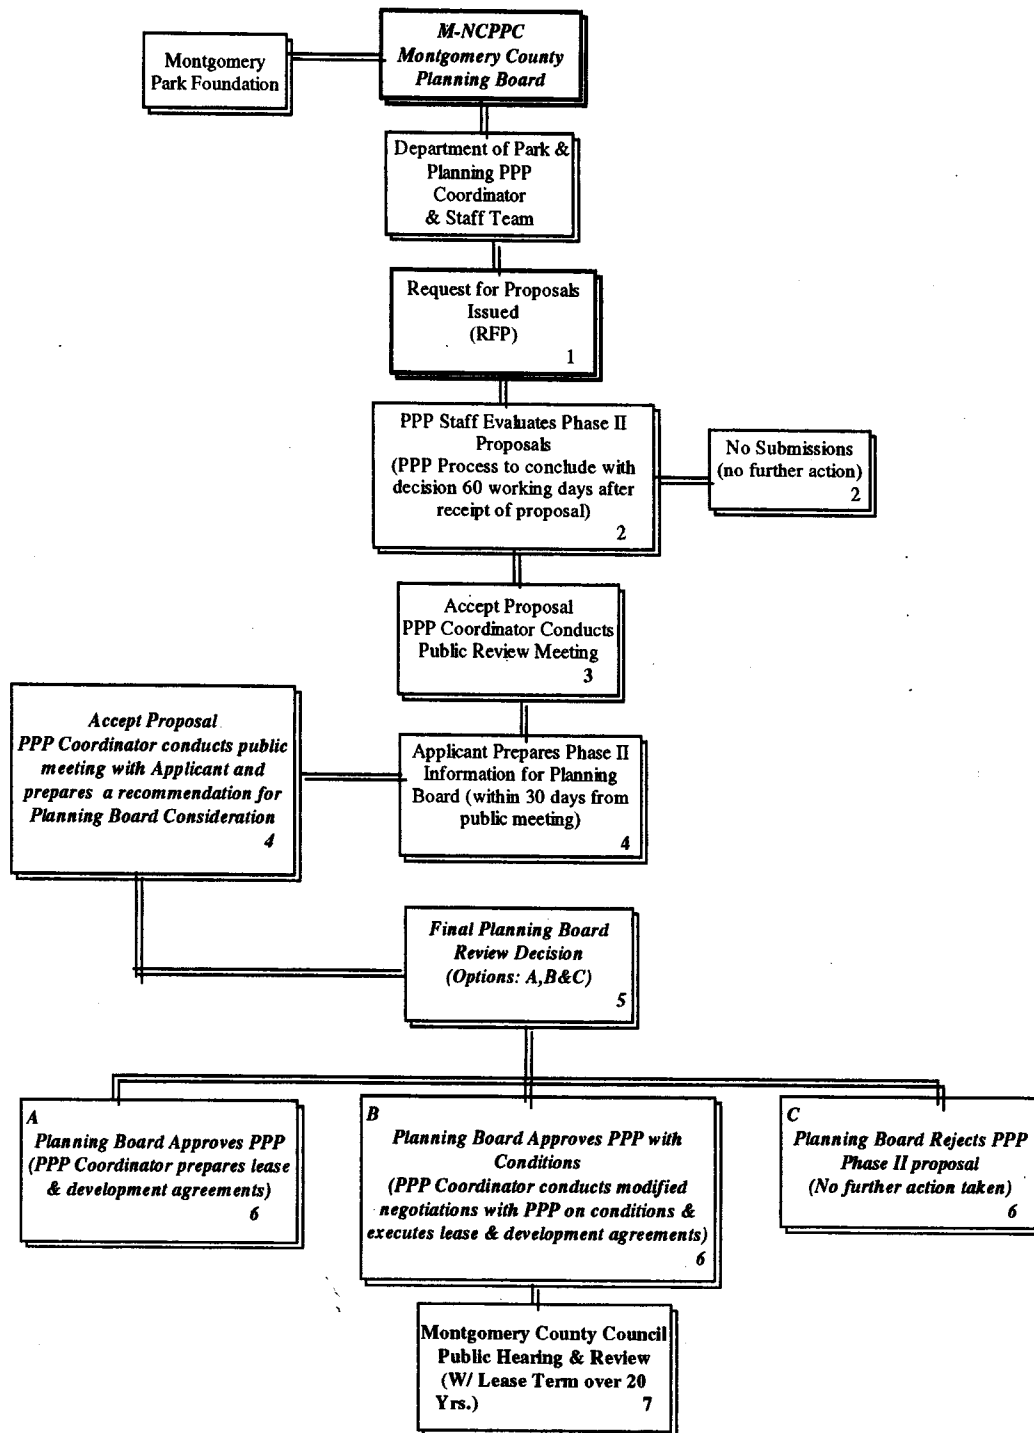 M-NCPPC
Montgomery County
Planning Board
Montgomery
Park Foundation
Department of Park &
Planning PPP
Coordinator
& Staff Team
Request for Proposals
Issued
(RFP)
1
PPP Staff Evaluates Phase II
Proposals
(PPP Process to conclude with
decision 60 working days after
receipt of proposal)
2
No Submissions
(no further action)
2
Accept Proposal
PPP Coordinator Conducts
Public Review Meeting
3
Accept Proposal
PPP Coordinator conducts public
meeting with Applicant and
prepares a recommendation for
Planning Board Consideration
4
Applicant Prepares Phase II
Information for Planning
Board (within 30 days from
public meeting)
4
Final Planning Board
Review Decision
(Options: A,B&C)
5
A
Planning Board Approves PPP
(PPP Coordinator prepares lease
& development agreements)
6
B
Planning Board Approves PPP with
Conditions
(PPP Coordinator conducts modified
negotiations with PPP on conditions &
executes lease & development agreements)
6
C
Planning Board Rejects PPP
Phase II proposal
(No further action taken)
6
Montgomery County Council
Public Hearing & Review
(W/ Lease Term over 20
Yrs.) 7